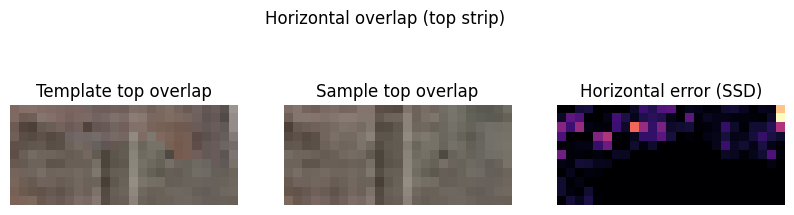 Horizontal overlap (top strip)
Template top overlap
Sample top overlap
Horizontal error (SSD)